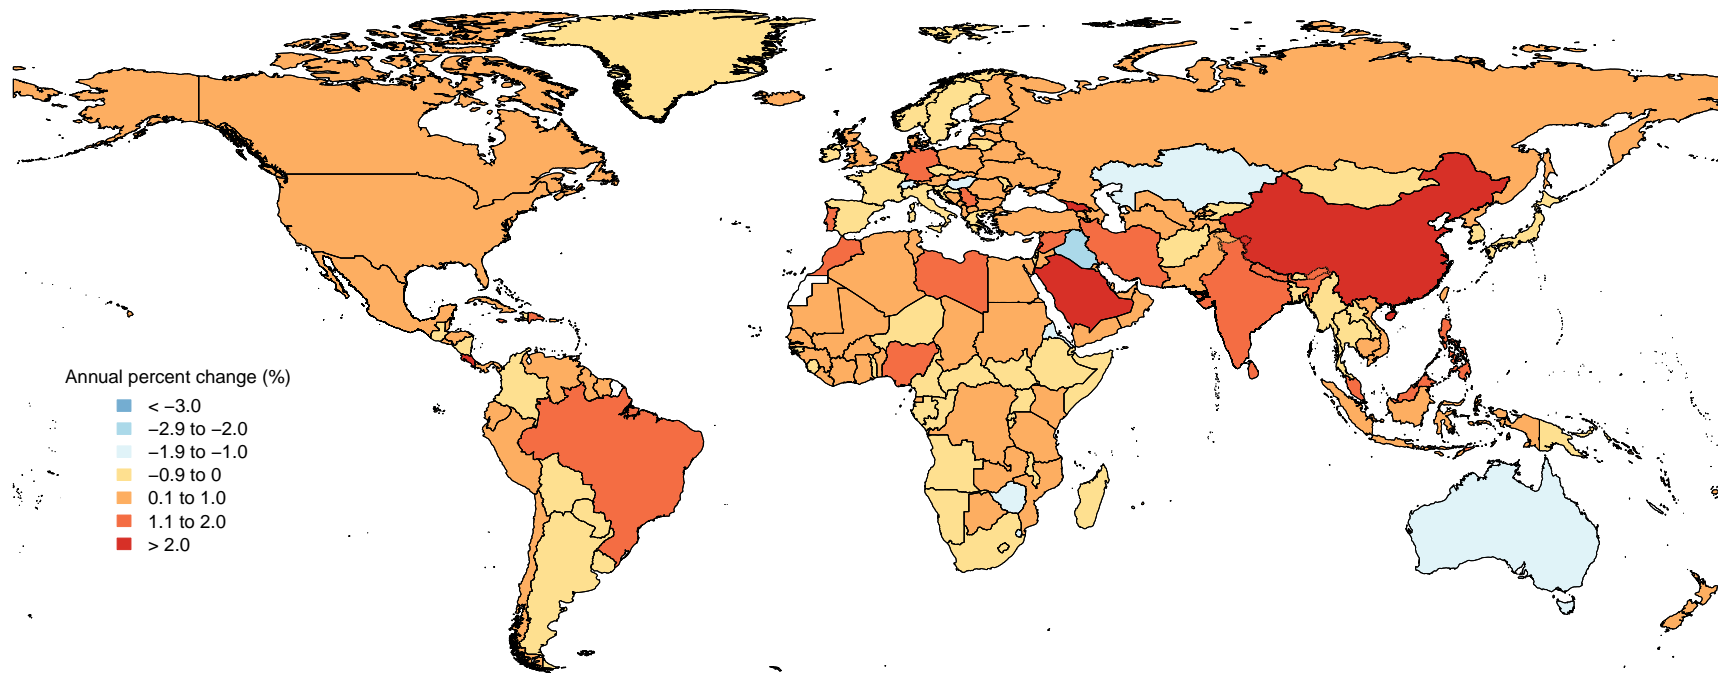 Annual percent change (%)
< −3.0
−2.9 to −2.0
−1.9 to −1.0
−0.9 to 0
0.1 to 1.0
1.1 to 2.0
> 2.0